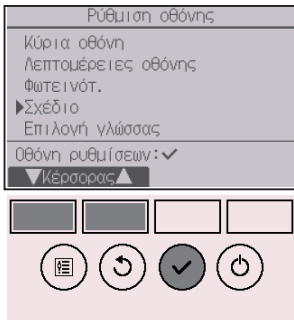 Ρύθμιση οθόνης
Κύρια οθόνη
Λεπτομέρειες οθόνης
Φωτεινότ.
▶Σχέδιο
Επιλογή γλώσσας
Οθόνη ρυθμίσεων:✓
▼Κέρσορας▲